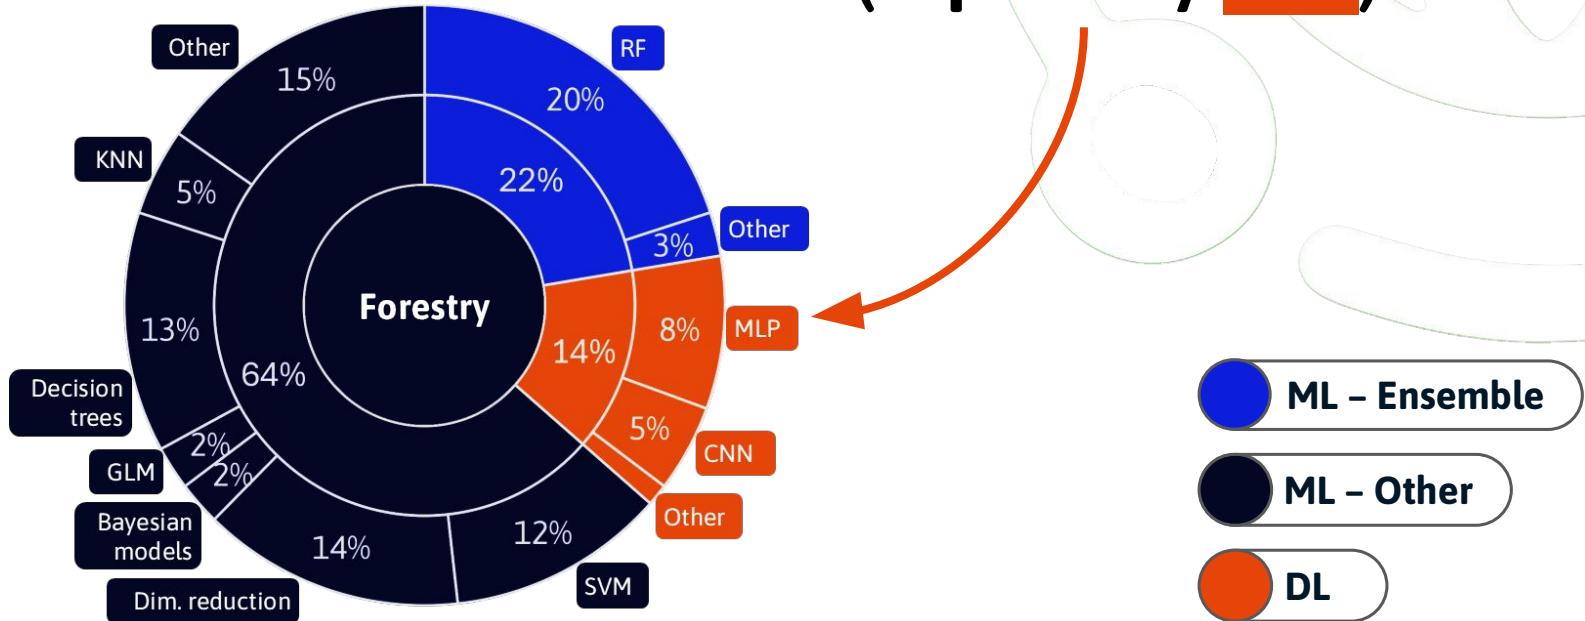 Other
15%
RF
20%
KNN
5%
22%
Other
3%
Forestry
13%
MLP
8%
14%
64%
Decision
trees
2%
GLM
2%
5%
CNN
Bayesian
models
Other
14%
12%
SVM
Dim. reduction
ML – Ensemble
ML – Other
DL